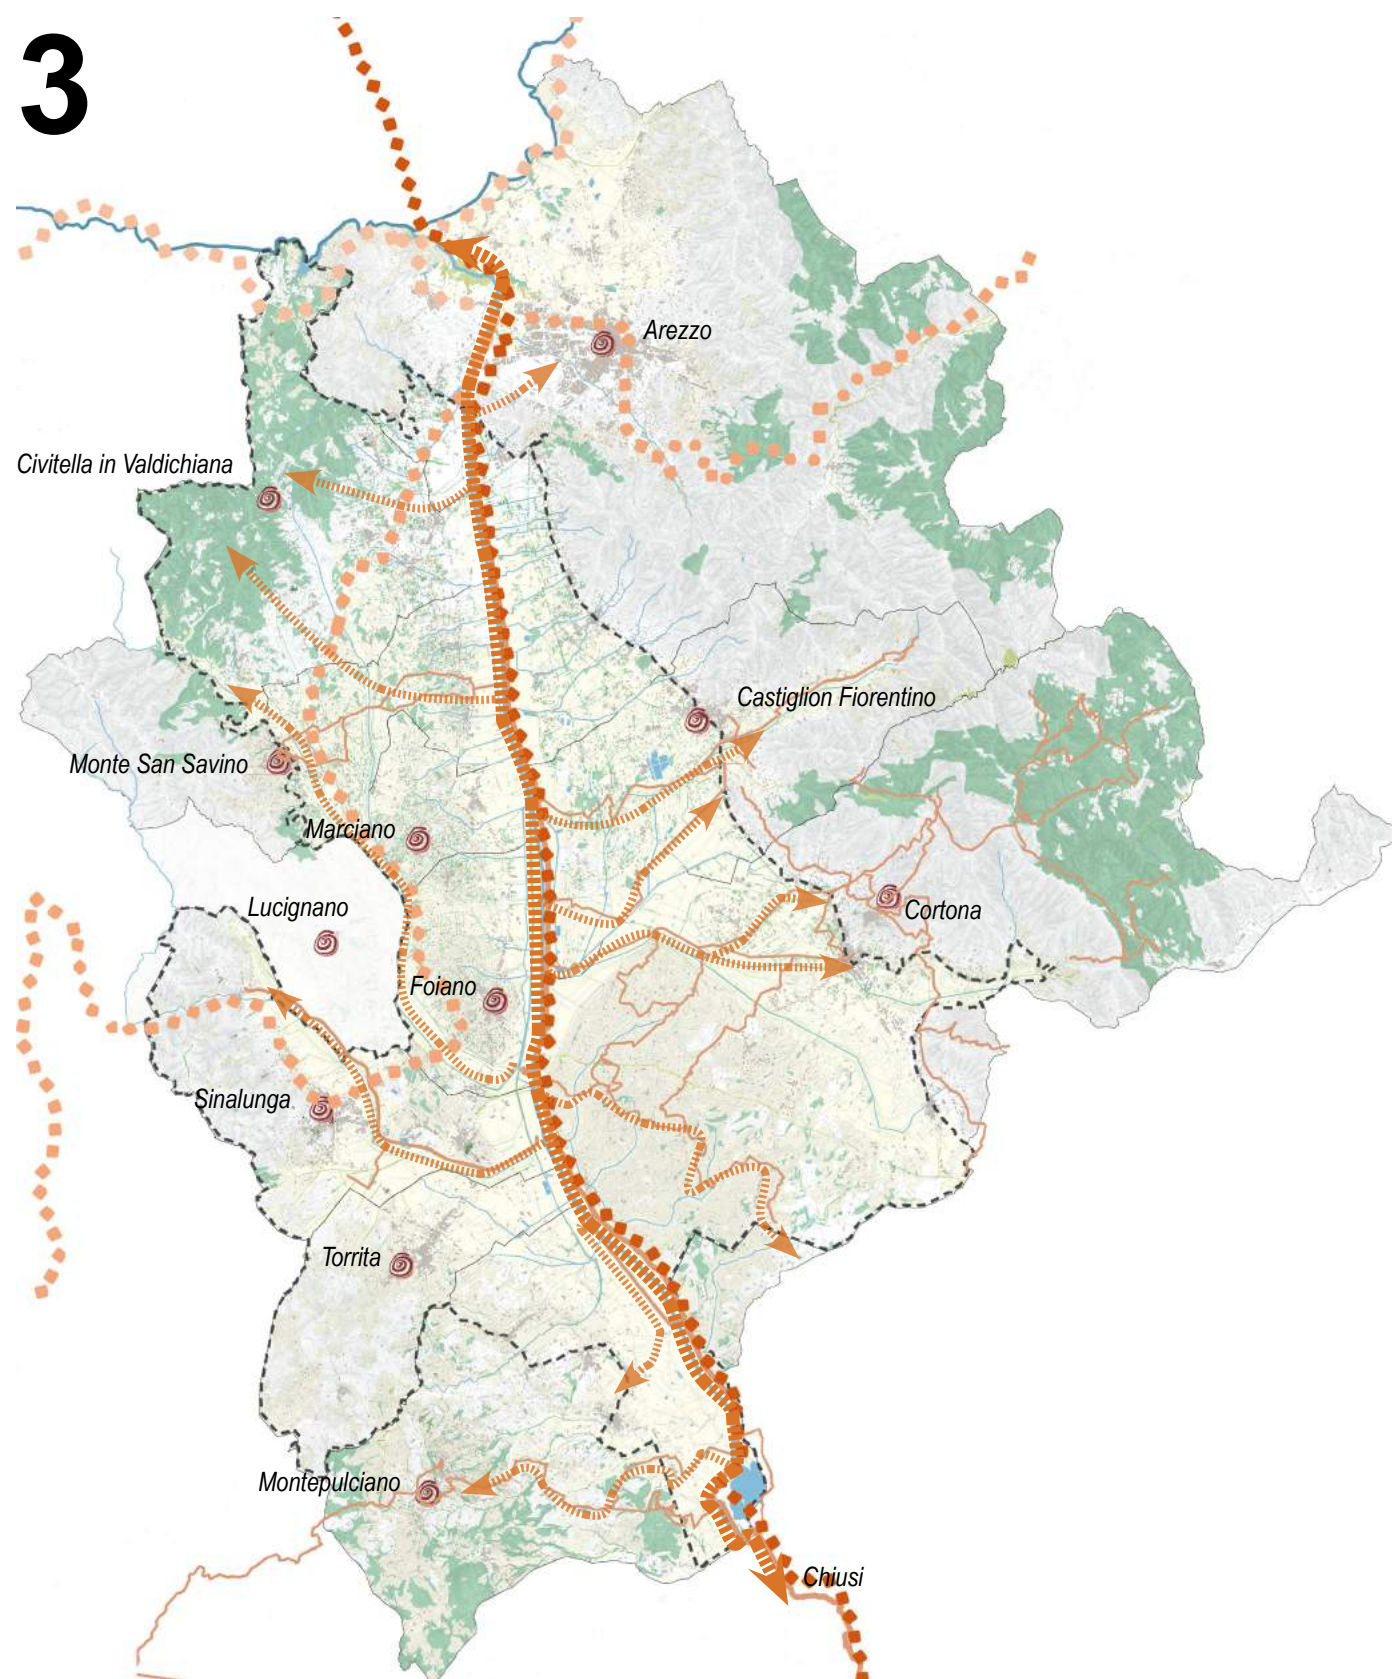 3
Arezzo
Civitella in Valdichiana
Castiglion Fiorentino
Monte San Savino
Marciano
Lucignano
Cortona
Foiano
Sinalunga
Torrita
Montepulciano
Chiusi